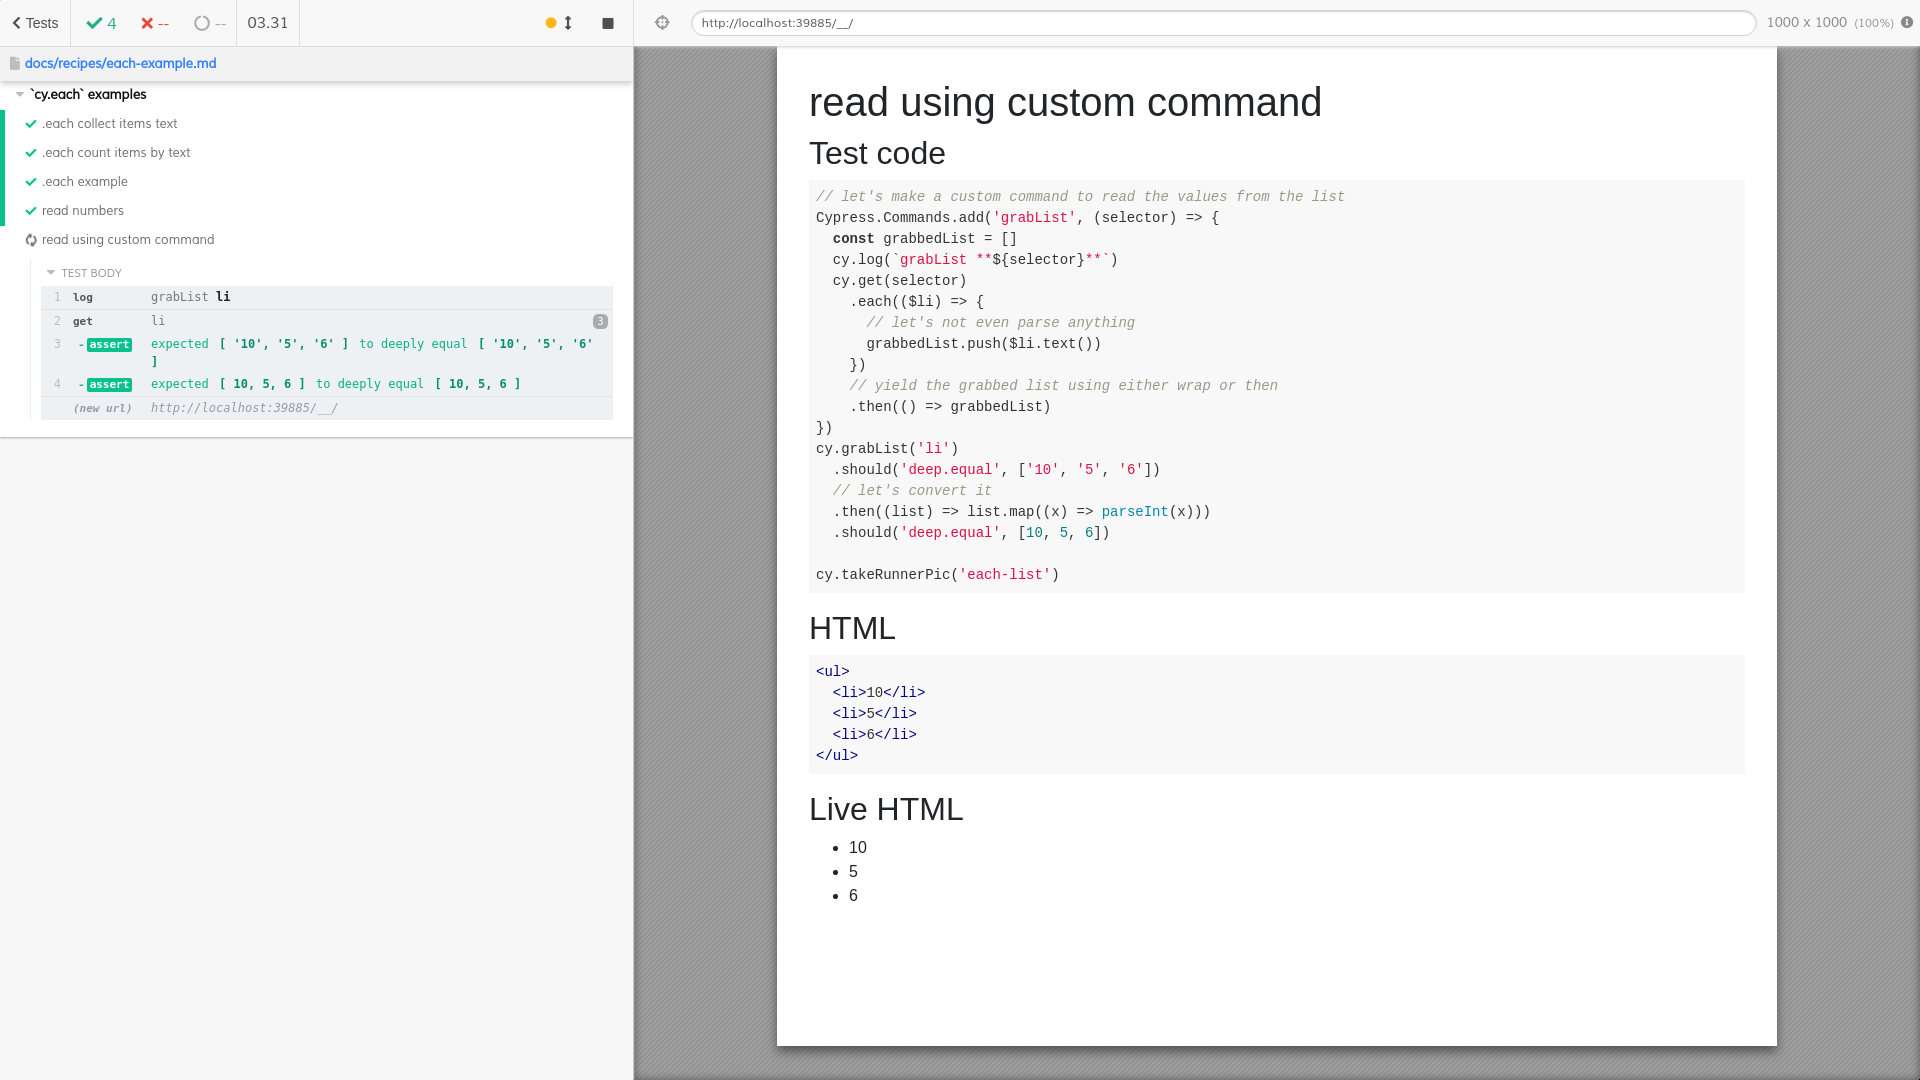 Tests 4 -- -- 03.31
docs/recipes/each-example.md
`cy.each` examples
.each collect items text
.each count items by text
.each example
read numbers
read using custom command
TEST BODY
1 log grabList li
2 get li 3
3 -assert expected [ '10', '5', '6' ] to deeply equal [ '10', '5', '6'
]
4 -assert expected [ 10, 5, 6 ] to deeply equal [ 10, 5, 6 ]
(new url) http://localhost:39885/__/
http://localhost:39885/__/ 1000 x 1000 (100%)
read using custom command
Test code
// let's make a custom command to read the values from the list
Cypress.Commands.add('grabList', (selector) => {
  const grabbedList = []
  cy.log(`grabList **${selector}**`)
  cy.get(selector)
    .each(($li) => {
      // let's not even parse anything
      grabbedList.push($li.text())
    })
    // yield the grabbed list using either wrap or then
    .then(() => grabbedList)
})
cy.grabList('li')
  .should('deep.equal', ['10', '5', '6'])
  // let's convert it
  .then((list) => list.map((x) => parseInt(x)))
  .should('deep.equal', [10, 5, 6])
cy.takeRunnerPic('each-list')
HTML
<ul>
  <li>10</li>
  <li>5</li>
  <li>6</li>
</ul>
Live HTML
10
5
6